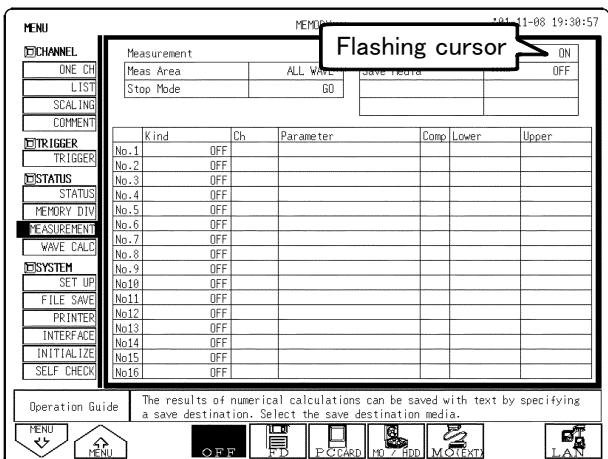 MENU
'01-11-08 19:30:57
Flashing cursor
CHANNEL
ONE CH
LIST
SCALING
COMMENT
TRIGGER
TRIGGER
STATUS
STATUS
MEMORY DIV
MEASUREMENT
WAVE CALC
SYSTEM
SET UP
FILE SAVE
PRINTER
INTERFACE
INITIALIZE
SELF CHECK
Measurement ON
Meas Area ALL WAVE Save Media OFF
Stop Mode GO
Kind Ch Parameter Comp Lower Upper
No.1 OFF
No.2 OFF
No.3 OFF
No.4 OFF
No.5 OFF
No.6 OFF
No.7 OFF
No.8 OFF
No.9 OFF
No10 OFF
No11 OFF
No12 OFF
No13 OFF
No14 OFF
No15 OFF
No16 OFF
Operation Guide
The results of numerical calculations can be saved with text by specifying
a save destination. Select the save destination media.
MENU
MENU
OFF FD PCCARD MO / HDD MO(EXT) LAN